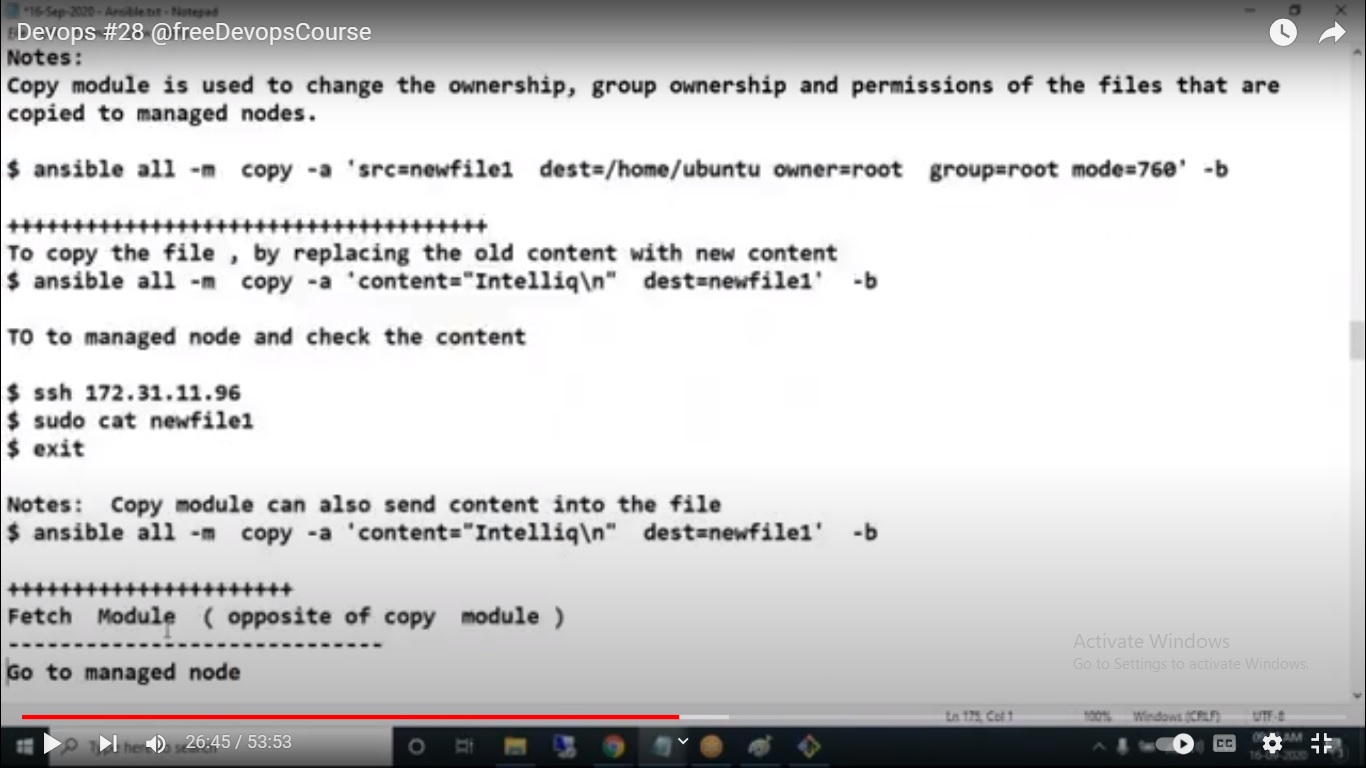 *16-Sep-2020 - Ansible.txt - Notepad
Devops #28 @freeDevopsCourse
Notes:
Copy module is used to change the ownership, group ownership and permissions of the files that are
copied to managed nodes.
$ ansible all -m  copy -a 'src=newfile1  dest=/home/ubuntu owner=root  group=root mode=760' -b
+++++++++++++++++++++++++++++++++++++
To copy the file , by replacing the old content with new content
$ ansible all -m  copy -a 'content="Intelliq\n"  dest=newfile1'  -b
TO to managed node and check the content
$ ssh 172.31.11.96
$ sudo cat newfile1
$ exit
Notes:  Copy module can also send content into the file
$ ansible all -m  copy -a 'content="Intelliq\n"  dest=newfile1'  -b
++++++++++++++++++++++
Fetch  Module  ( opposite of copy  module )
-----------------------------
Go to managed node
Activate Windows
Go to Settings to activate Windows.
Ln 175, Col 1 100% Windows (CRLF) UTF-8
Type here to search
26:45 / 53:53
CC
AM
16-09-2020